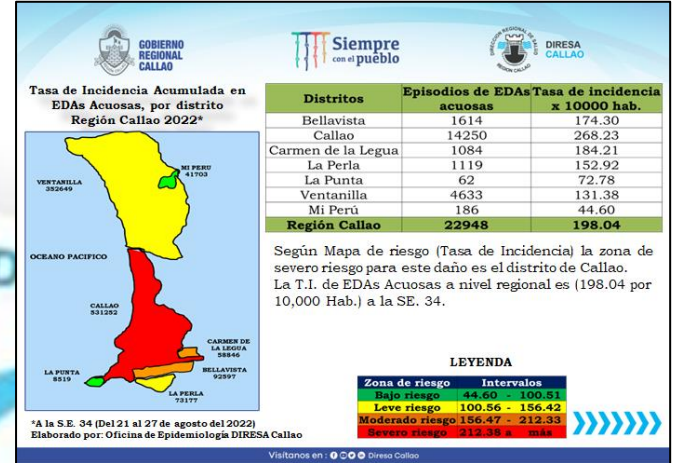 GOBIERNO
REGIONAL
CALLAO
Siempre
con el pueblo
DIRECCION REGIONAL DE SALUD
REGION CALLAO
DIRESA
CALLAO
Tasa de Incidencia Acumulada en
EDAs Acuosas, por distrito
Región Callao 2022*
MI PERU
41703
VENTANILLA
352649
OCEANO PACIFICO
CALLAO
531252
CARMEN DE
LA LEGUA
58846
BELLAVISTA
92597
LA PUNTA
8519
LA PERLA
73177
*A la S.E. 34 (Del 21 al 27 de agosto del 2022)
Elaborado por: Oficina de Epidemiología DIRESA Callao
Distritos Episodios de EDAs acuosas Tasa de incidencia x 10000 hab.
Bellavista 1614 174.30
Callao 14250 268.23
Carmen de la Legua 1084 184.21
La Perla 1119 152.92
La Punta 62 72.78
Ventanilla 4633 131.38
Mi Perú 186 44.60
Región Callao 22948 198.04
Según Mapa de riesgo (Tasa de Incidencia) la zona de
severo riesgo para este daño es el distrito de Callao.
La T.I. de EDAs Acuosas a nivel regional es (198.04 por
10,000 Hab.) a la SE. 34.
LEYENDA
Zona de riesgo Intervalos
Bajo riesgo 44.60 - 100.51
Leve riesgo 100.56 - 156.42
Moderado riesgo 156.47 - 212.33
Severo riesgo 212.38 a más
Visítanos en : Diresa Callao